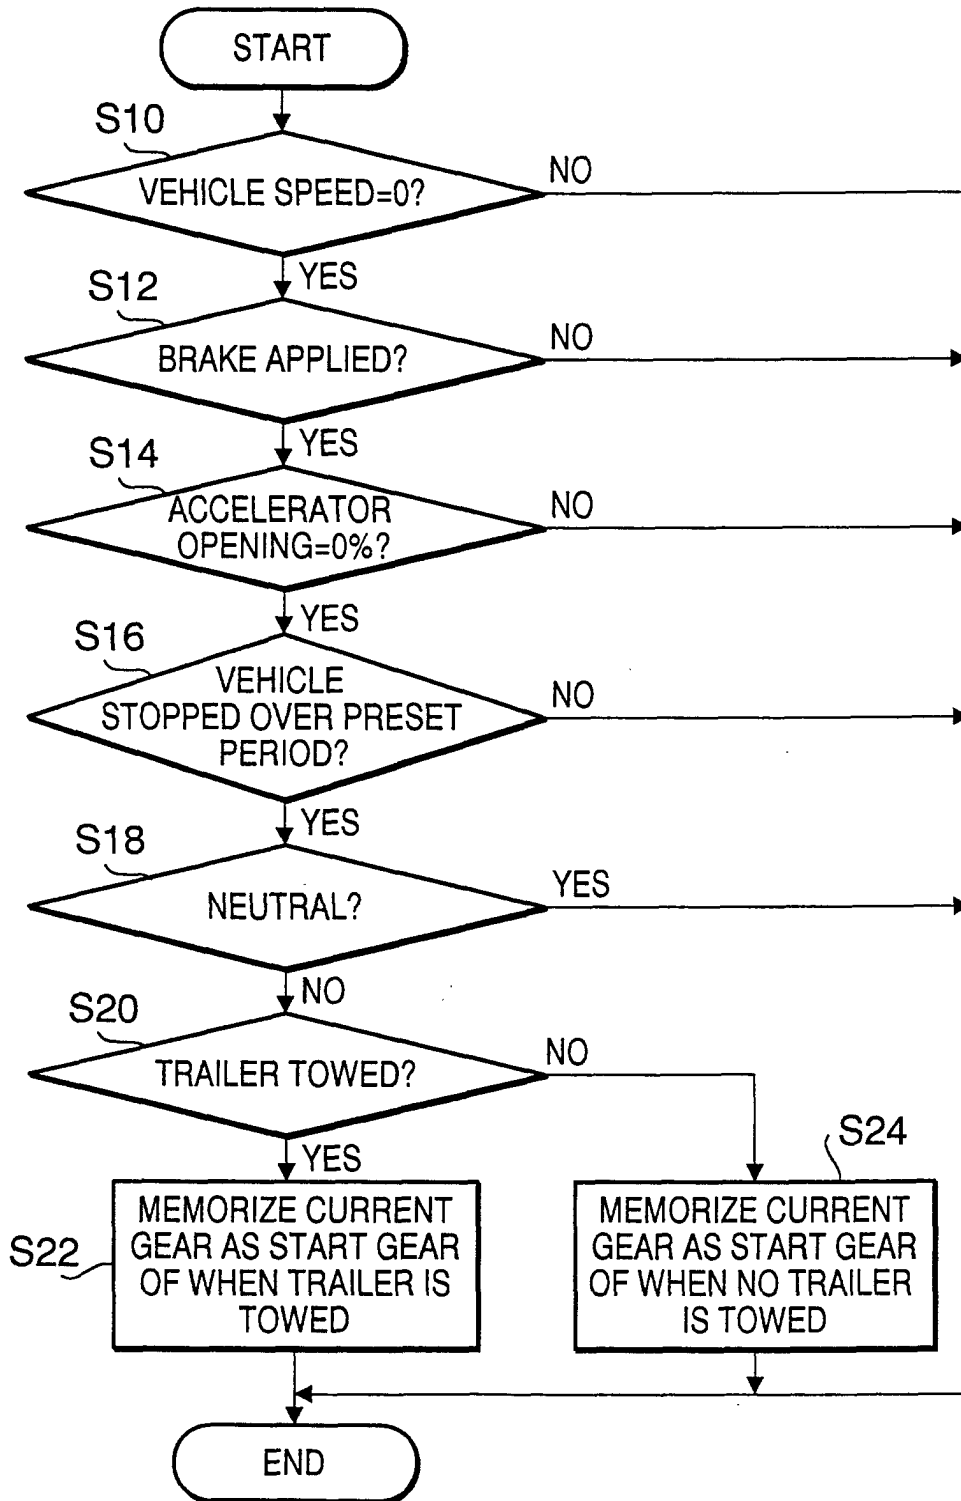 START
S10
VEHICLE SPEED=0?
NO
YES
S12
BRAKE APPLIED?
NO
YES
S14
ACCELERATOR
OPENING=0%?
NO
YES
S16
VEHICLE
STOPPED OVER PRESET
PERIOD?
NO
YES
S18
NEUTRAL?
YES
NO
S20
TRAILER TOWED?
NO
YES
S22
MEMORIZE CURRENT
GEAR AS START GEAR
OF WHEN TRAILER IS
TOWED
S24
MEMORIZE CURRENT
GEAR AS START GEAR
OF WHEN NO TRAILER
IS TOWED
END